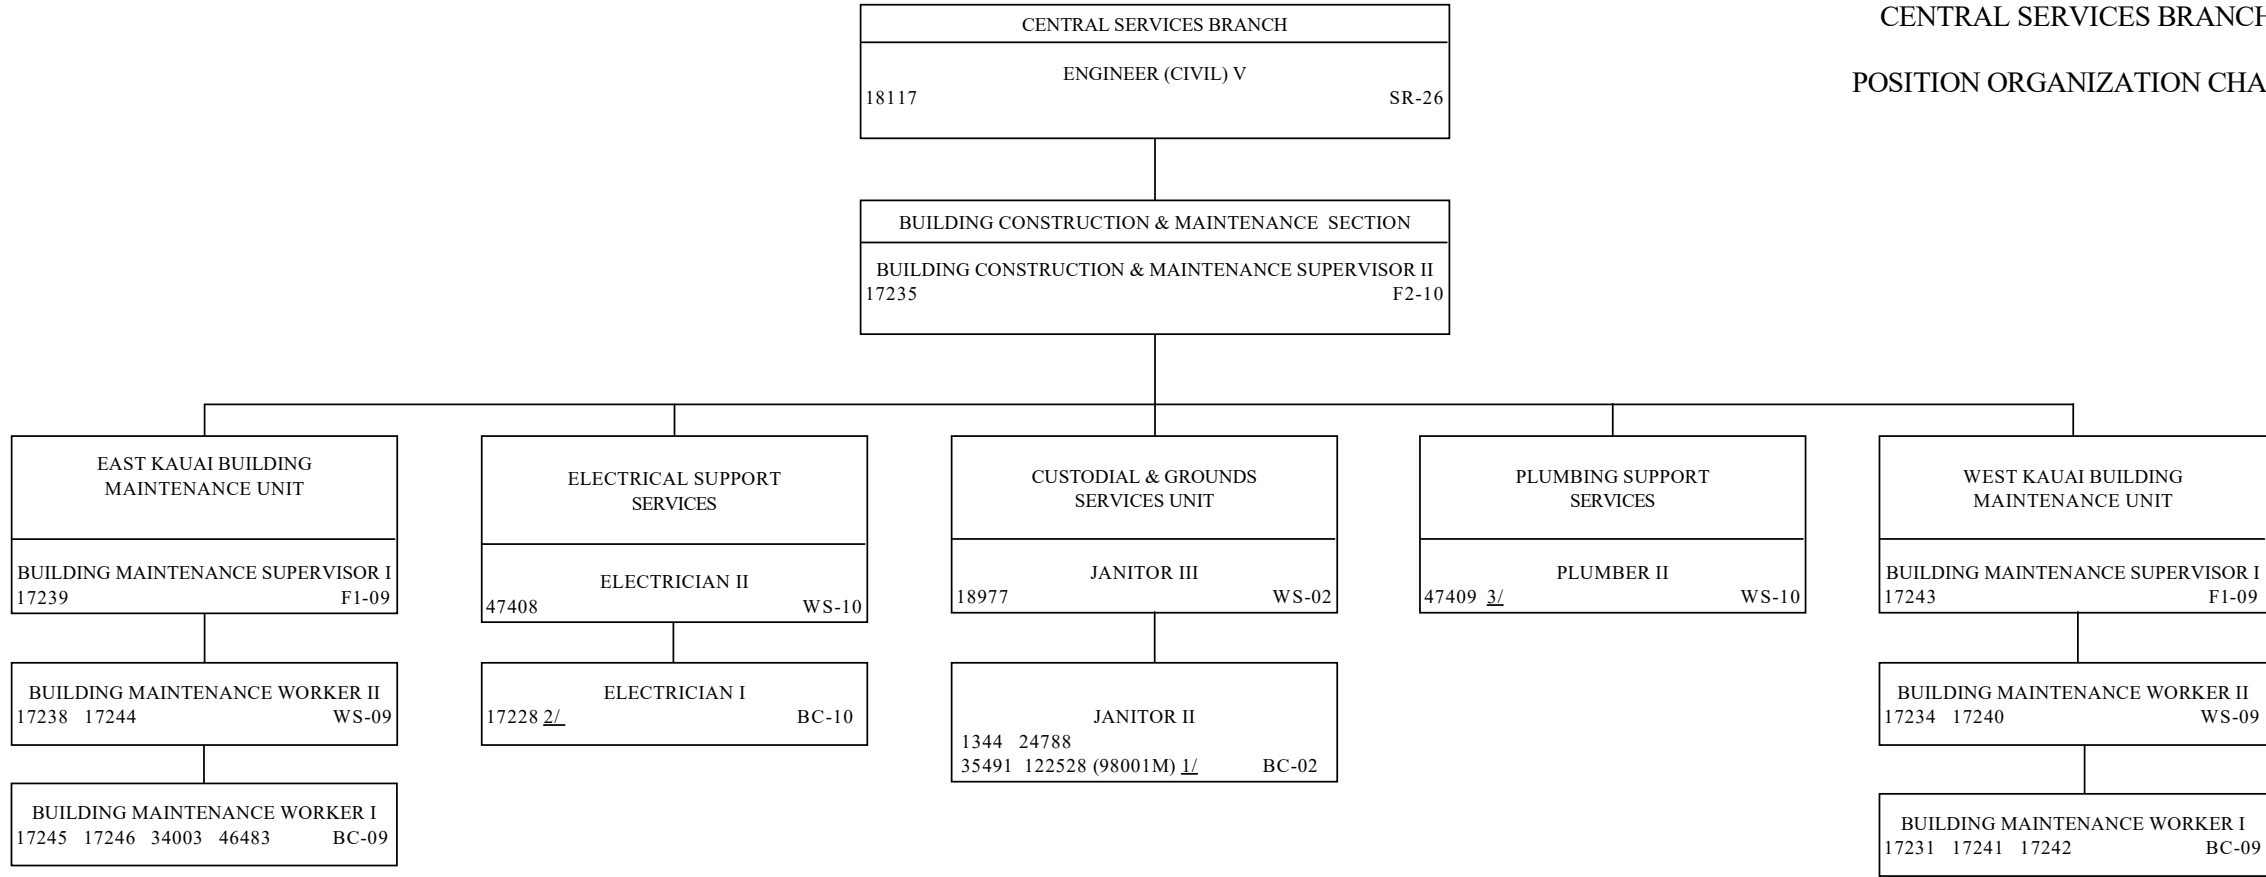 CENTRAL SERVICES BRANCH
POSITION ORGANIZATION CHA
CENTRAL SERVICES BRANCH
ENGINEER (CIVIL) V
18117 SR-26
BUILDING CONSTRUCTION & MAINTENANCE SECTION
BUILDING CONSTRUCTION & MAINTENANCE SUPERVISOR II
17235 F2-10
EAST KAUAI BUILDING
MAINTENANCE UNIT
BUILDING MAINTENANCE SUPERVISOR I
17239 F1-09
BUILDING MAINTENANCE WORKER II
17238 17244 WS-09
BUILDING MAINTENANCE WORKER I
17245 17246 34003 46483 BC-09
ELECTRICAL SUPPORT
SERVICES
ELECTRICIAN II
47408 WS-10
ELECTRICIAN I
17228 2/ BC-10
CUSTODIAL & GROUNDS
SERVICES UNIT
JANITOR III
18977 WS-02
JANITOR II
1344 24788
35491 122528 (98001M) 1/ BC-02
PLUMBING SUPPORT
SERVICES
PLUMBER II
47409 3/ WS-10
WEST KAUAI BUILDING
MAINTENANCE UNIT
BUILDING MAINTENANCE SUPERVISOR I
17243 F1-09
BUILDING MAINTENANCE WORKER II
17234 17240 WS-09
BUILDING MAINTENANCE WORKER I
17231 17241 17242 BC-09